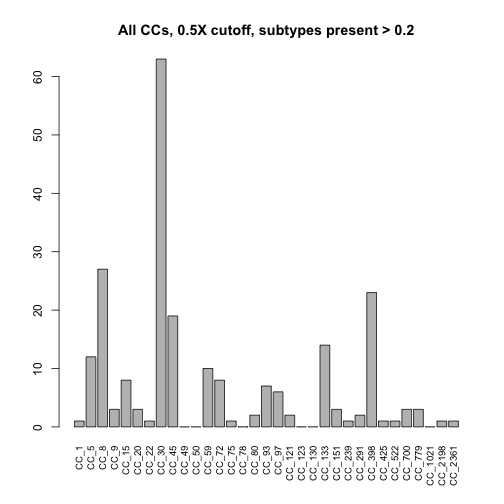 All CCs, 0.5X cutoff, subtypes present > 0.2
60
50
40
30
20
10
0
CC_1
CC_5
CC_8
CC_9
CC_15
CC_20
CC_22
CC_30
CC_45
CC_49
CC_50
CC_59
CC_72
CC_75
CC_78
CC_80
CC_93
CC_97
CC_121
CC_123
CC_130
CC_133
CC_151
CC_239
CC_291
CC_398
CC_425
CC_522
CC_700
CC_779
CC_1021
CC_2198
CC_2361